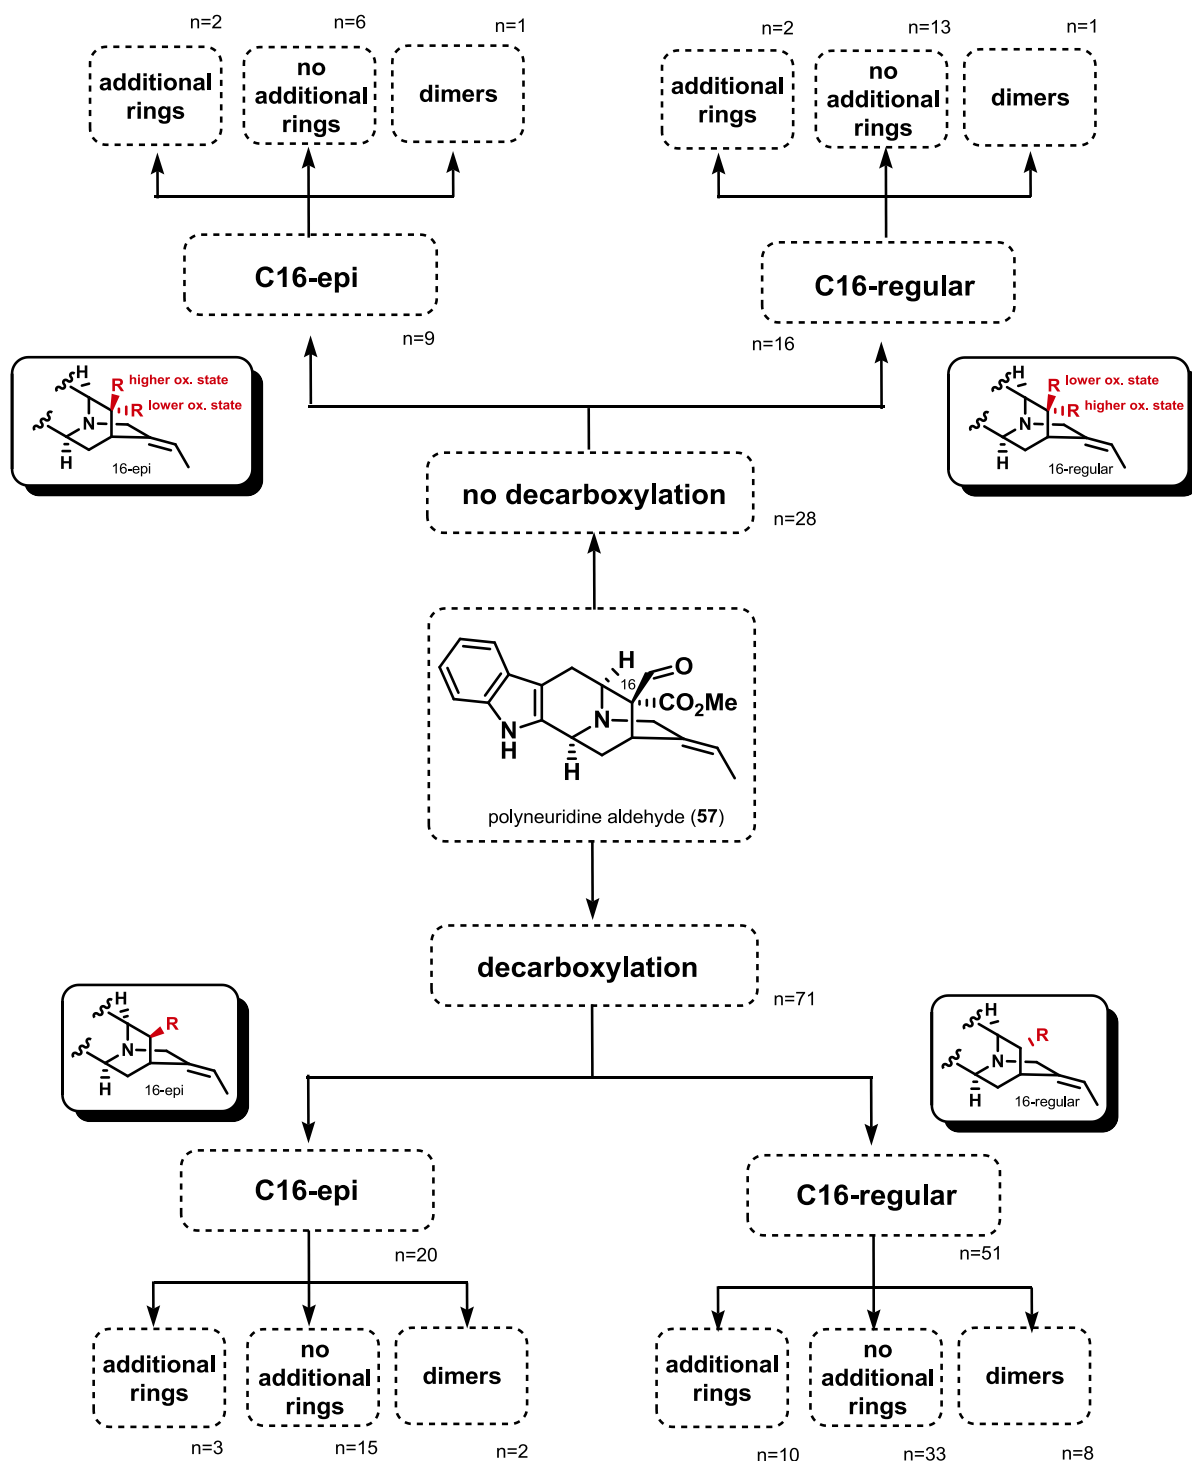 n=2
n=6
n=1
additional
rings
no
additional
rings
dimers
n=2
n=13
n=1
additional
rings
no
additional
rings
dimers
C16-epi
n=9
C16-regular
n=16
H
R higher ox. state
R lower ox. state
N
H
16-epi
H
R lower ox. state
R higher ox. state
N
H
16-regular
no decarboxylation
n=28
H
O
16
CO2Me
N
N
H
H
polyneuridine aldehyde (57)
decarboxylation
n=71
H
R
N
H
16-epi
H
R
N
H
16-regular
C16-epi
n=20
C16-regular
n=51
additional
rings
no
additional
rings
dimers
n=3
n=15
n=2
additional
rings
no
additional
rings
dimers
n=10
n=33
n=8